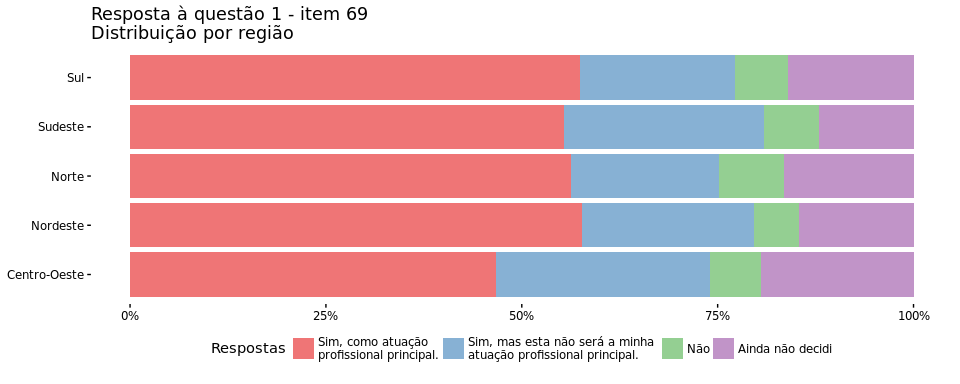 Resposta à questão 1 - item 69
Distribuição por região
Sul
Sudeste
Norte
Nordeste
Centro-Oeste
0%
25%
50%
75%
100%
Respostas
Sim, como atuação
profissional principal.
Sim, mas esta não será a minha
atuação profissional principal.
Não
Ainda não decidi